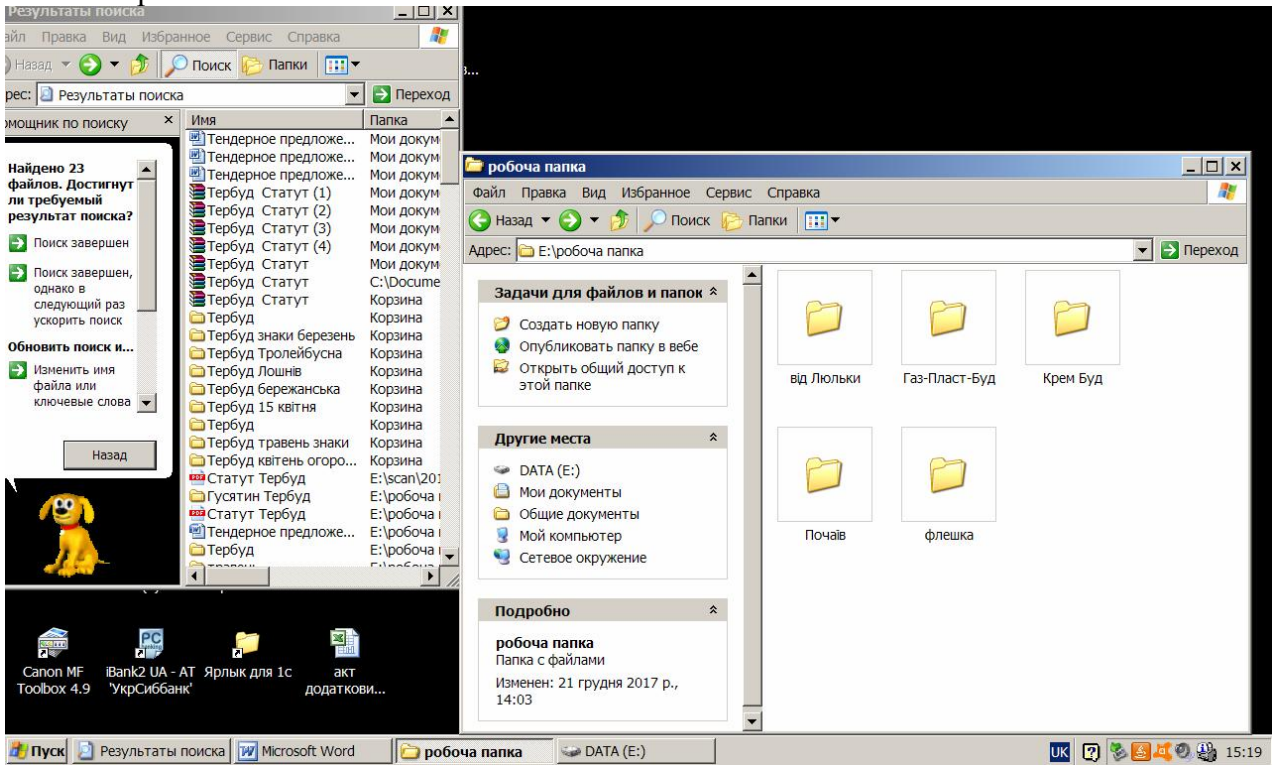 Результаты поиска
айл Правка Вид Избранное Сервис Справка
Назад Поиск Папки
рес: Результаты поиска Переход
омощник по поиску
Найдено 23
файлов. Достигнут
ли требуемый
результат поиска?
Поиск завершен
Поиск завершен,
однако в
следующий раз
ускорить поиск
Обновить поиск и...
Изменить имя
файла или
ключевые слова
Назад
Имя Папка
Тендерное предложе... Мои докум
Тендерное предложе... Мои докум
Тендерное предложе... Мои докум
Тербуд Статут (1) Мои докум
Тербуд Статут (2) Мои докум
Тербуд Статут (3) Мои докум
Тербуд Статут (4) Мои докум
Тербуд Статут Мои докум
Тербуд Статут C:\Docume
Тербуд Статут Корзина
Тербуд Корзина
Тербуд знаки березень Корзина
Тербуд Тролейбусна Корзина
Тербуд Лошнів Корзина
Тербуд бережанська Корзина
Тербуд 15 квітня Корзина
Тербуд Корзина
Тербуд травень знаки Корзина
Тербуд квітень огоро... Корзина
Статут Тербуд E:\scan\201
Гусятин Тербуд E:\робоча
Статут Тербуд E:\робоча
Тендерное предложе... E:\робоча
Тербуд E:\робоча
робоча папка
Файл Правка Вид Избранное Сервис Справка
Назад Поиск Папки
Адрес: E:\робоча папка Переход
Задачи для файлов и папок
Создать новую папку
Опубликовать папку в вебе
Открыть общий доступ к
этой папке
Другие места
DATA (E:)
Мои документы
Общие документы
Мой компьютер
Сетевое окружение
Подробно
робоча папка
Папка с файлами
Изменен: 21 грудня 2017 р.,
14:03
від Люльки Газ-Пласт-Буд Крем Буд
Почаїв флешка
Canon MF
Toolbox 4.9
iBank2 UA - АТ
'УкрСиббанк'
Ярлык для 1с
акт
додаткови...
Пуск Результаты поиска Microsoft Word робоча папка DATA (E:) UK 15:19